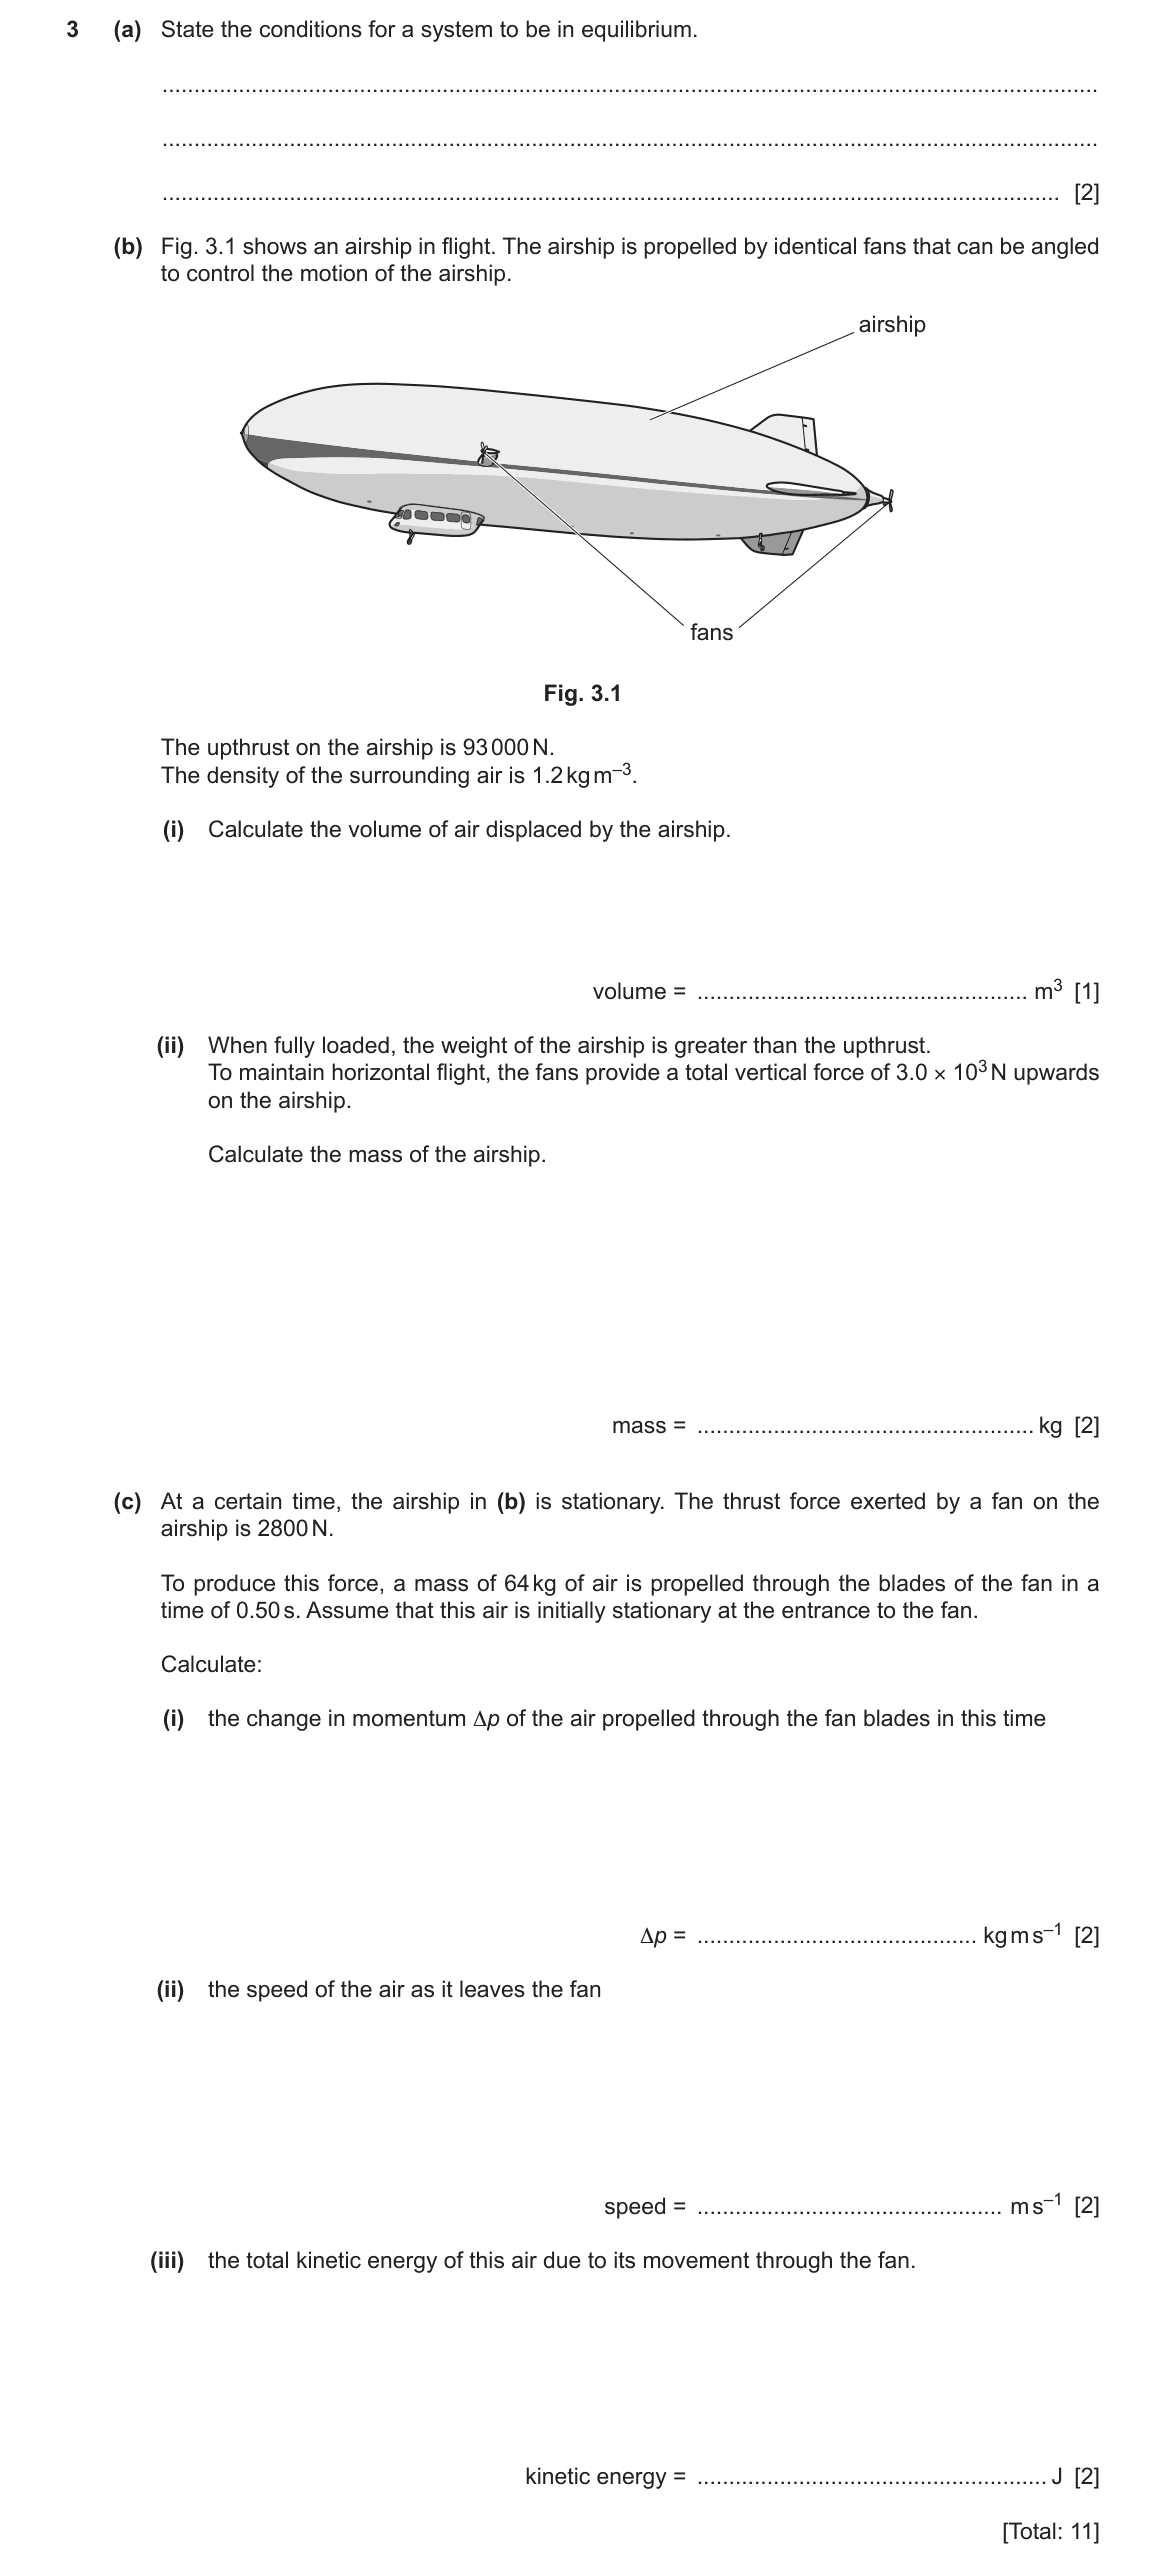 3 (a) State the conditions for a system to be in equilibrium.
..........................................................................................................................................
..........................................................................................................................................
..................................................................................................................................... [2]
(b) Fig. 3.1 shows an airship in flight. The airship is propelled by identical fans that can be angled
to control the motion of the airship.
airship
fans
Fig. 3.1
The upthrust on the airship is 93 000 N.
The density of the surrounding air is 1.2 kg m⁻³.
(i) Calculate the volume of air displaced by the airship.
volume = .................................................... m³ [1]
(ii) When fully loaded, the weight of the airship is greater than the upthrust.
To maintain horizontal flight, the fans provide a total vertical force of 3.0 × 10³ N upwards
on the airship.
Calculate the mass of the airship.
mass = ..................................................... kg [2]
(c) At a certain time, the airship in (b) is stationary. The thrust force exerted by a fan on the
airship is 2800 N.
To produce this force, a mass of 64 kg of air is propelled through the blades of the fan in a
time of 0.50 s. Assume that this air is initially stationary at the entrance to the fan.
Calculate:
(i) the change in momentum Δp of the air propelled through the fan blades in this time
Δp = ............................................ kg m s⁻¹ [2]
(ii) the speed of the air as it leaves the fan
speed = ................................................ m s⁻¹ [2]
(iii) the total kinetic energy of this air due to its movement through the fan.
kinetic energy = ....................................................... J [2]
[Total: 11]